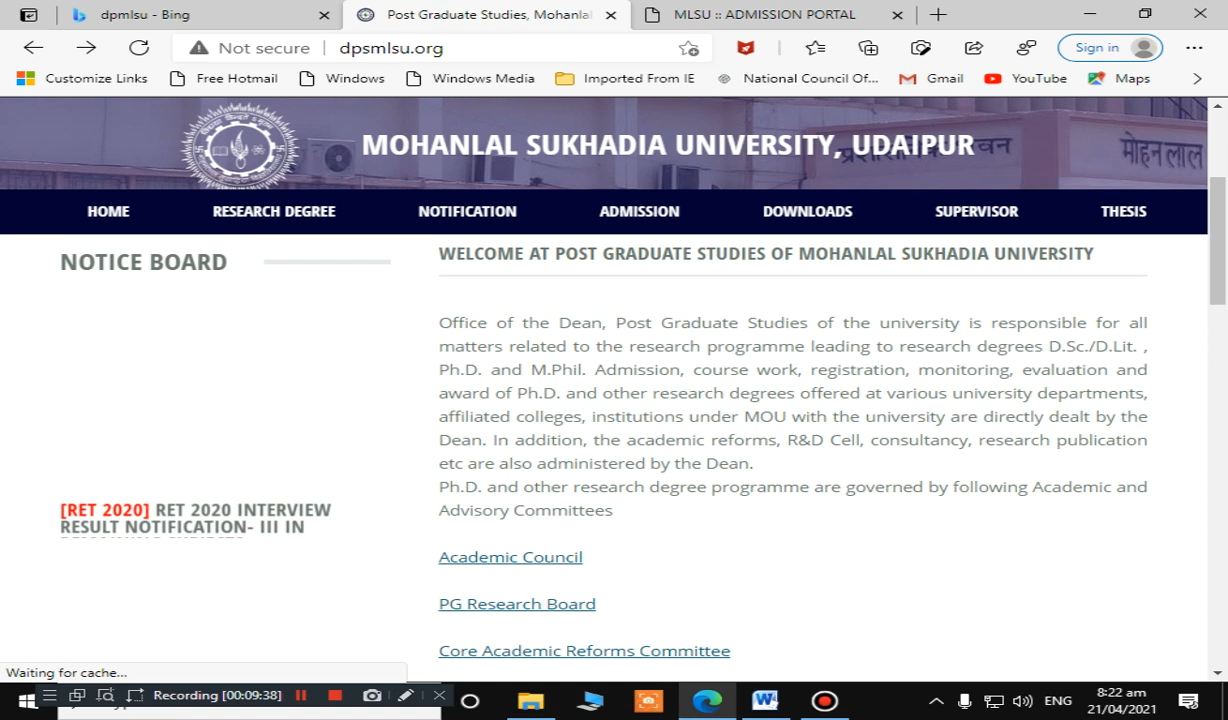 dpmlsu - Bing
Post Graduate Studies, Mohanlal
MLSU :: ADMISSION PORTAL
Not secure
dpsmlsu.org
Sign in
Customize Links
Free Hotmail
Windows
Windows Media
Imported From IE
National Council Of...
Gmail
YouTube
Maps
MOHANLAL SUKHADIA UNIVERSITY, UDAIPUR
मोहनलाल
HOME
RESEARCH DEGREE
NOTIFICATION
ADMISSION
DOWNLOADS
SUPERVISOR
THESIS
NOTICE BOARD
[RET 2020] RET 2020 INTERVIEW
RESULT NOTIFICATION- III IN
WELCOME AT POST GRADUATE STUDIES OF MOHANLAL SUKHADIA UNIVERSITY
Office of the Dean, Post Graduate Studies of the university is responsible for all
matters related to the research programme leading to research degrees D.Sc./D.Lit. ,
Ph.D. and M.Phil. Admission, course work, registration, monitoring, evaluation and
award of Ph.D. and other research degrees offered at various university departments,
affiliated colleges, institutions under MOU with the university are directly dealt by the
Dean. In addition, the academic reforms, R&D Cell, consultancy, research publication
etc are also administered by the Dean.
Ph.D. and other research degree programme are governed by following Academic and
Advisory Committees
Academic Council
PG Research Board
Core Academic Reforms Committee
Waiting for cache...
Recording [00:09:38]
ENG
8:22 am
21/04/2021